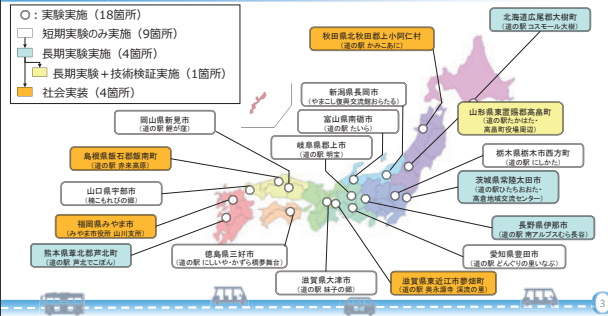 ○：実験実施（18箇所）
短期実験のみ実施（9箇所）
長期実験実施（4箇所）
長期実験＋技術検証実施（1箇所）
社会実装（4箇所）
北海道広尾郡大樹町
（道の駅 コスモール大樹）
秋田県北秋田郡上小阿仁村
（道の駅 かみこあに）
新潟県長岡市
（やまこし復興交流館おらたる）
岡山県新見市
（道の駅 鯉が窪）
富山県南砺市
（道の駅 たいら）
山形県東置賜郡高畠町
（道の駅たかはた・
高畠町役場周辺）
岐阜県郡上市
（道の駅 明宝）
島根県飯石郡飯南町
（道の駅 赤来高原）
栃木県栃木市西方町
（道の駅 にしかた）
山口県宇部市
（楠こもれびの郷）
茨城県常陸太田市
（道の駅ひたちおおた・
高倉地域交流センター）
福岡県みやま市
（みやま市役所 山川支所）
長野県伊那市
（道の駅 南アルプスむら長谷）
熊本県葦北郡芦北町
（道の駅 芦北でこぽん）
徳島県三好市
（道の駅 にしいや・かずら橋夢舞台）
愛知県豊田市
（道の駅 どんぐりの里いなぶ）
滋賀県大津市
（道の駅 妹子の郷）
滋賀県東近江市蓼畑町
（道の駅 奥永源寺 渓流の里）
3